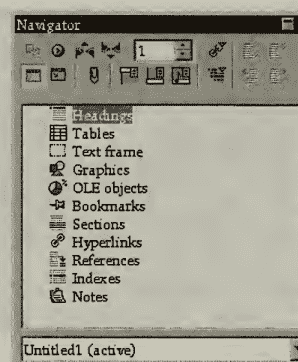 Navigator
1
Headings
Tables
Text frame
Graphics
OLE objects
Bookmarks
Sections
Hyperlinks
References
Indexes
Notes
Untitled1 (active)